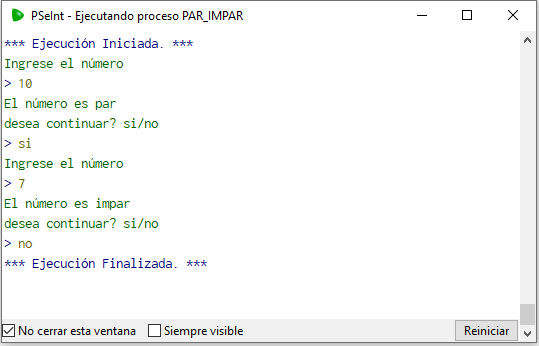 PSeInt - Ejecutando proceso PAR_IMPAR
*** Ejecución Iniciada. ***
Ingrese el número
> 10
El número es par
desea continuar? si/no
> si
Ingrese el número
> 7
El número es impar
desea continuar? si/no
> no
*** Ejecución Finalizada. ***
No cerrar esta ventana Siempre visible Reiniciar